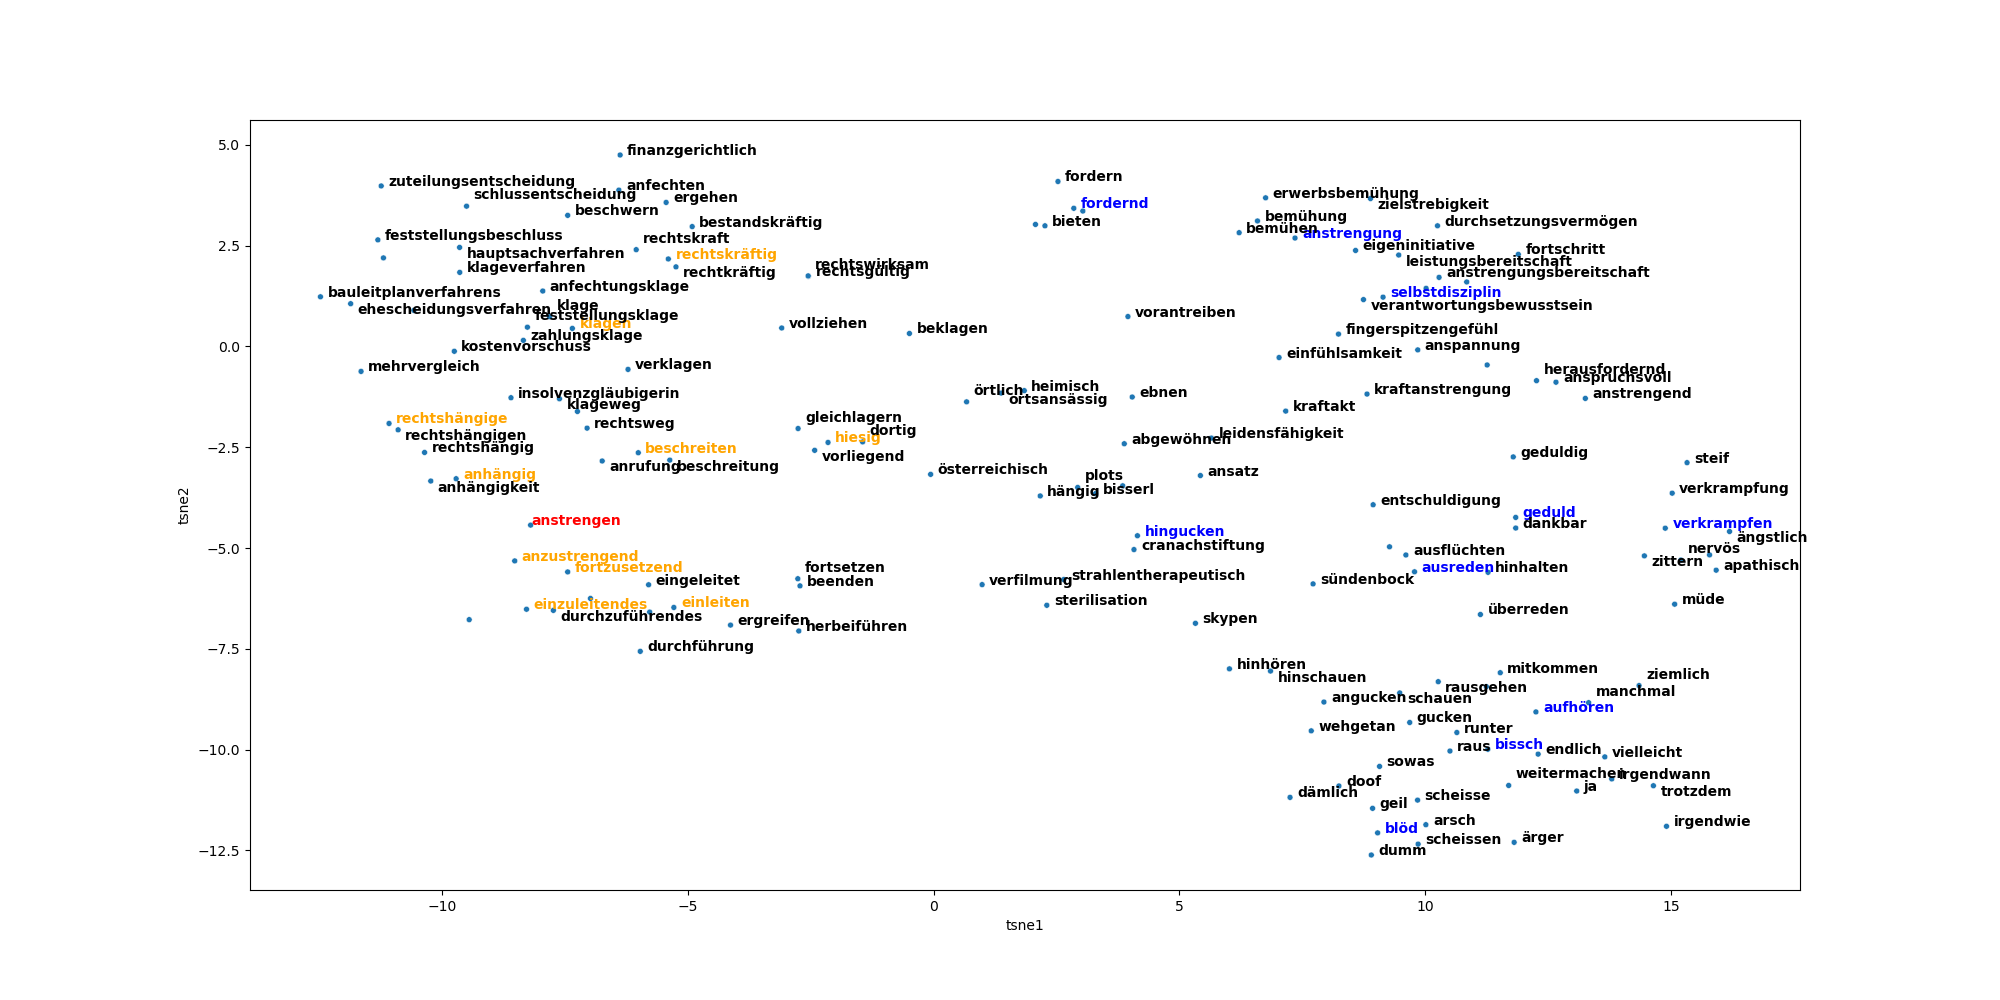 finanzgerichtlich
5.0
zuteilungsentscheidung
anfechten
fordern
schlussentscheidung
ergehen
erwerbsbemühung
fordernd
zielstrebigkeit
beschwern
bemühung
bestandskräftig
bieten
durchsetzungsvermögen
bemühen
anstrengung
feststellungsbeschluss
rechtskraft
2.5
eigeninitiative
fortschritt
hauptsachverfahren
rechtskräftig
leistungsbereitschaft
klageverfahren
rechtkräftig
rechtswirksam
rechtsgültig
anstrengungsbereitschaft
anfechtungsklage
bauleitplanverfahrens
selbstdisziplin
ehescheidungsverfahren
klage
verantwortungsbewusstsein
feststellungsklage
vorantreiben
klagen
vollziehen
beklagen
fingerspitzengefühl
zahlungsklage
0.0
kostenvorschuss
einfühlsamkeit
anspannung
mehrvergleich
verklagen
herausfordernd
anspruchsvoll
insolvenzgläubigerin
örtlich
heimisch
ebnen
kraftanstrengung
anstrengend
klageweg
ortsansässig
kraftakt
rechtshängige
rechtsweg
gleichlagern
rechtshängigen
hiesig
dortig
abgewöhnen
leidensfähigkeit
−2.5
rechtshängig
beschreiten
vorliegend
geduldig
steif
anrufung
beschreitung
österreichisch
anhängig
plots
ansatz
anhängigkeit
hängig
bisserl
verkrampfung
entschuldigung
anstrengen
geduld
dankbar
verkrampfen
tsne2
hingucken
ängstlich
−5.0
cranachstiftung
ausflüchten
nervös
anzustrengend
zittern
fortzusetzend
fortsetzen
ausreden
hinhalten
apathisch
eingeleitet
beenden
verfilmung
strahlentherapeutisch
sündenbock
einzuleitendes
einleiten
sterilisation
müde
durchzuführendes
ergreifen
herbeiführen
skypen
überreden
−7.5
durchführung
hinhören
hinschauen
mitkommen
ziemlich
rausgehen
manchmal
angucken
schauen
aufhören
wehgetan
gucken
runter
−10.0
raus
bissch
endlich
vielleicht
sowas
weitermachen
irgendwann
dämlich
doof
ja
trotzdem
geil
scheisse
blöd
arsch
irgendwie
−12.5
dumm
scheissen
ärger
−10
−5
0
5
10
15
tsne1